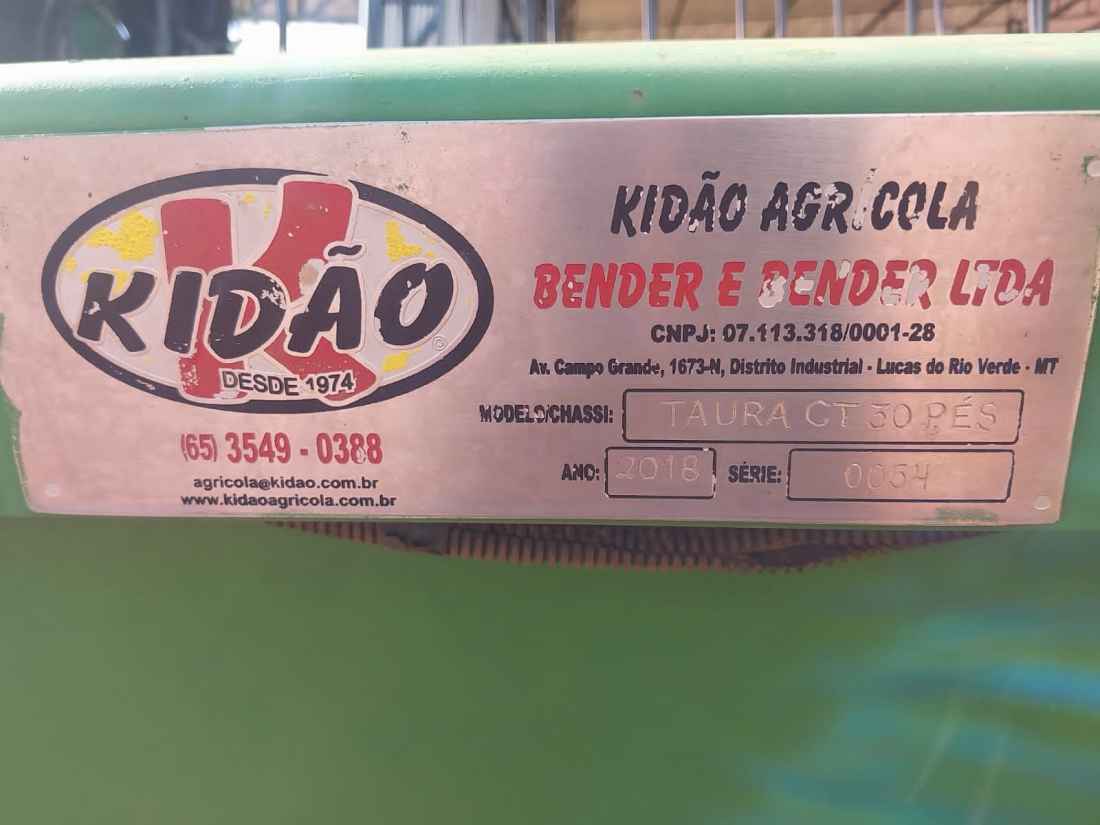 K
KIDÃO
DESDE 1974
(65) 3549 - 0388
agricola@kidao.com.br
www.kidaoagricola.com.br
KIDÃO AGRÍCOLA
BENDER E BENDER LTDA
CNPJ: 07.113.318/0001-28
Av. Campo Grande, 1673-N, Distrito Industrial - Lucas do Rio Verde - MT
MODELO/CHASSI: TAURA CT 30 PÉS
ANO: 2018 SÉRIE: 0054